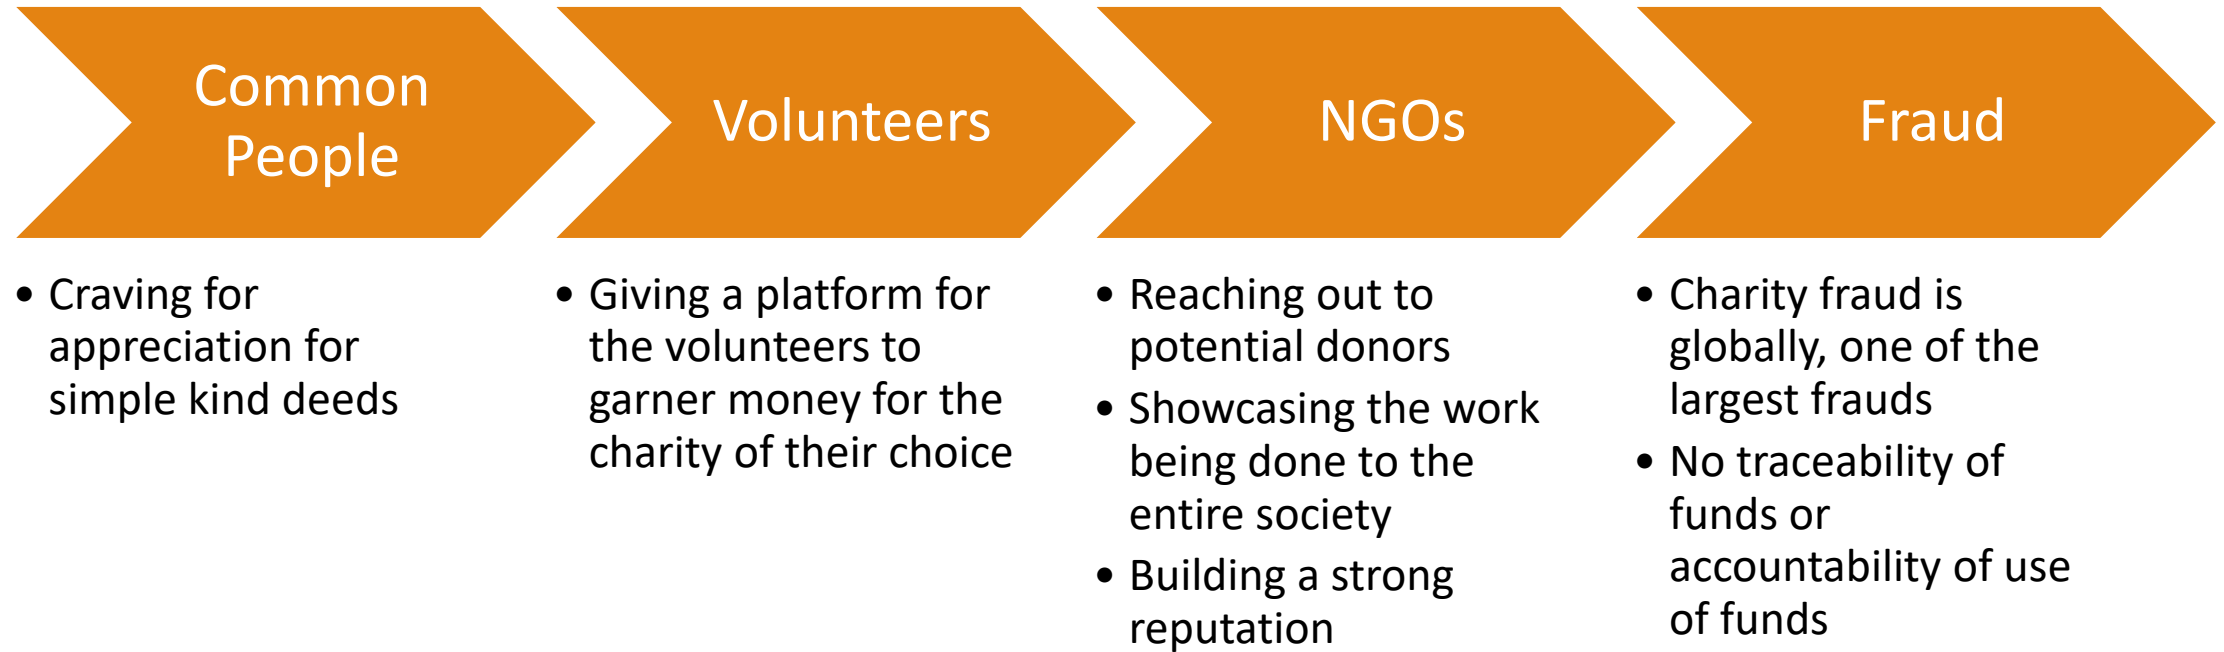 Common
People
• Craving for
appreciation for
simple kind deeds
Volunteers
• Giving a platform for
the volunteers to
garner money for the
charity of their choice
NGOs
• Reaching out to
potential donors
• Showcasing the work
being done to the
entire society
• Building a strong
reputation
Fraud
• Charity fraud is
globally, one of the
largest frauds
• No traceability of
funds or
accountability of use
of funds